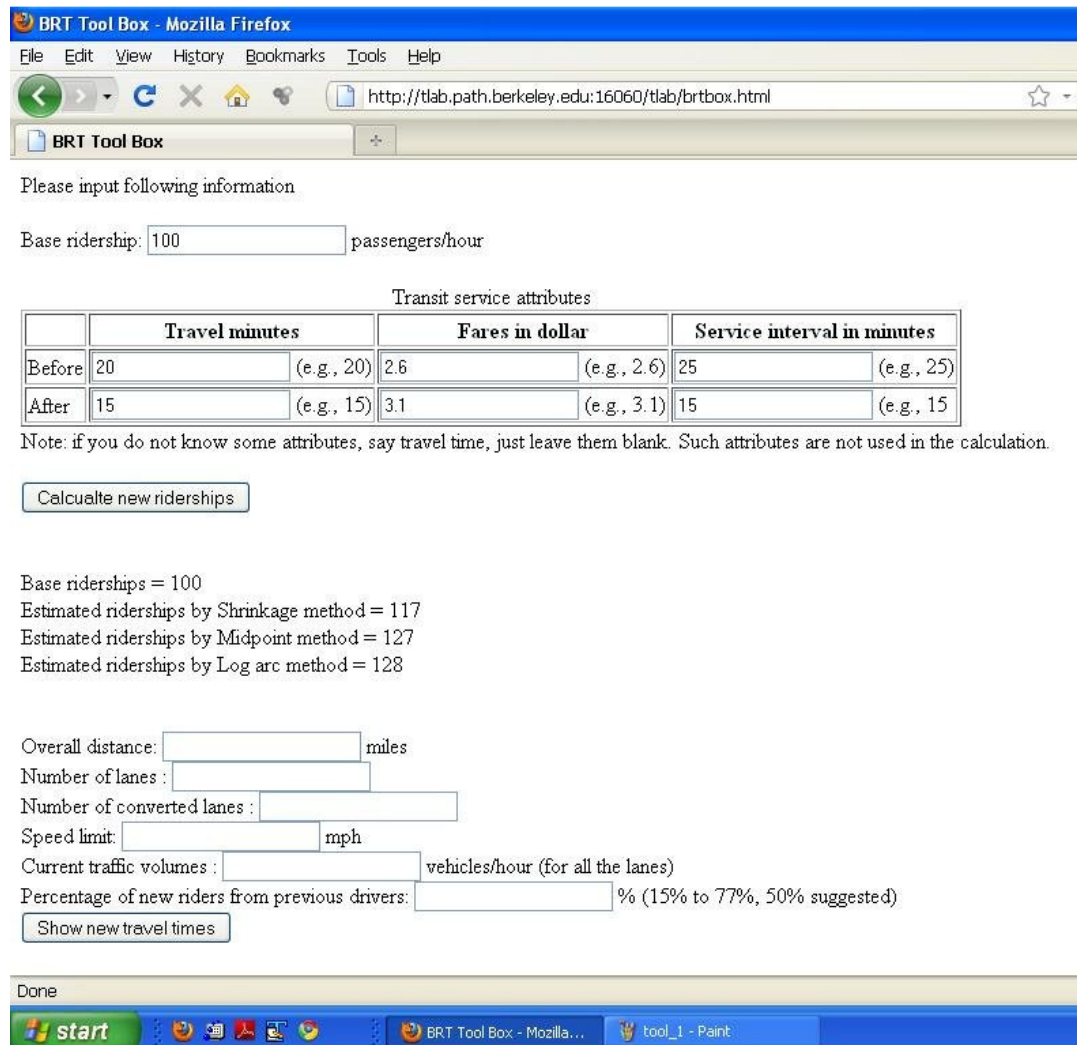 BRT Tool Box - Mozilla Firefox
File Edit View History Bookmarks Tools Help
http://tlab.path.berkeley.edu:16060/tlab/brtbox.html
BRT Tool Box
Please input following information
Base ridership: 100 passengers/hour
Transit service attributes
Travel minutes Fares in dollar Service interval in minutes
Before 20 (e.g., 20) 2.6 (e.g., 2.6) 25 (e.g., 25)
After 15 (e.g., 15) 3.1 (e.g., 3.1) 15 (e.g., 15
Note: if you do not know some attributes, say travel time, just leave them blank. Such attributes are not used in the calculation.
Calcualte new riderships
Base riderships = 100
Estimated riderships by Shrinkage method = 117
Estimated riderships by Midpoint method = 127
Estimated riderships by Log arc method = 128
Overall distance: miles
Number of lanes :
Number of converted lanes :
Speed limit: mph
Current traffic volumes : vehicles/hour (for all the lanes)
Percentage of new riders from previous drivers: % (15% to 77%, 50% suggested)
Show new travel times
Done
start BRT Tool Box - Mozilla... tool_1 - Paint